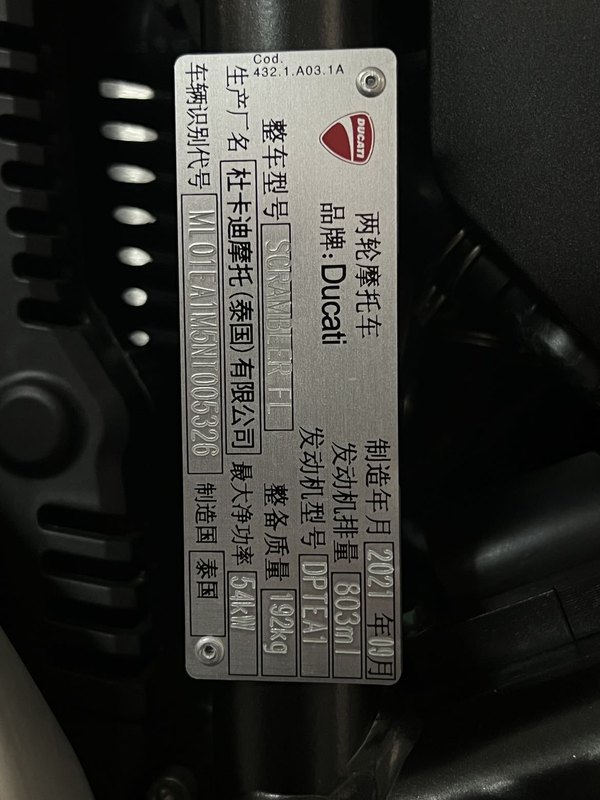 Cod.
432.1.A03.1A
DUCATI
两轮摩托车 制造年月 2021 年 09 月
品牌:Ducati 发动机排量 803ml
发动机型号 DPTEA1
整车型号 SCRAMBLER FL 整备质量 192kg
生产厂名 杜卡迪摩托(泰国)有限公司 最大净功率 54kW
车辆识别代号 ML01EA1W5NT005326 制造国 泰国